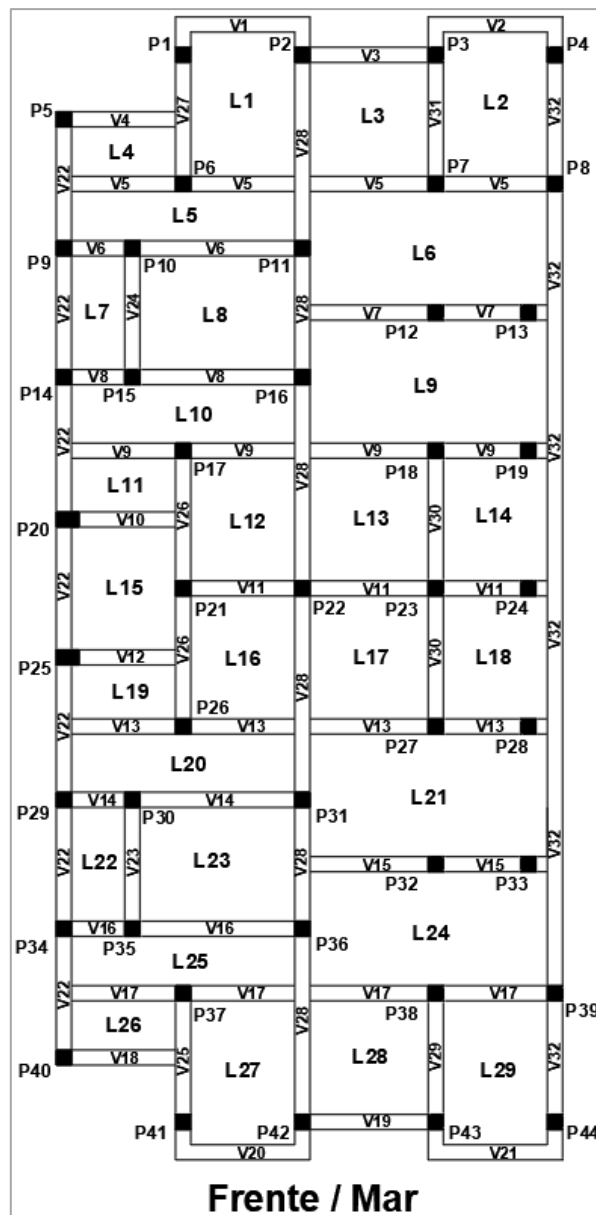 V1 V2
P1 P2 P3 P4
V3
L1 L3 L2
V27 V28 V31 V32
P5 V4
L4
V22
P6 P7 P8
V5 V5 V5 V5
L5 L6
P9 V6 V6
P10 P11
V22 L7 V24 L8 V28 V32
V7 V7
P12 P13
P14 V8 V8
P15 P16
L10 L9
V22 V9 V9 V9 V9 V32
P17 P18 P19
L11 V26 L12 V28 L13 V30 L14
P20 V10
V22 L15
V11 V11 V11
P21 P22 P23 P24
V26 L16 L17 V30 L18 V32
P25 V12
L19 V28
P26
V22 V13 V13 V13 V13
P27 P28
L20 L21
P29 V14 V14
P30 P31
V22 L22 V23 L23 V28 V32
V15 V15
P32 P33
P34 V16 V16
P35 P36
L25 L24
V22 V17 V17 V17 V17
P37 P38 P39
L26 V25 L27 V28 L28 V29 L29 V32
P40 V18
V19
P41 P42 P43 P44
V20 V21
Frente / Mar